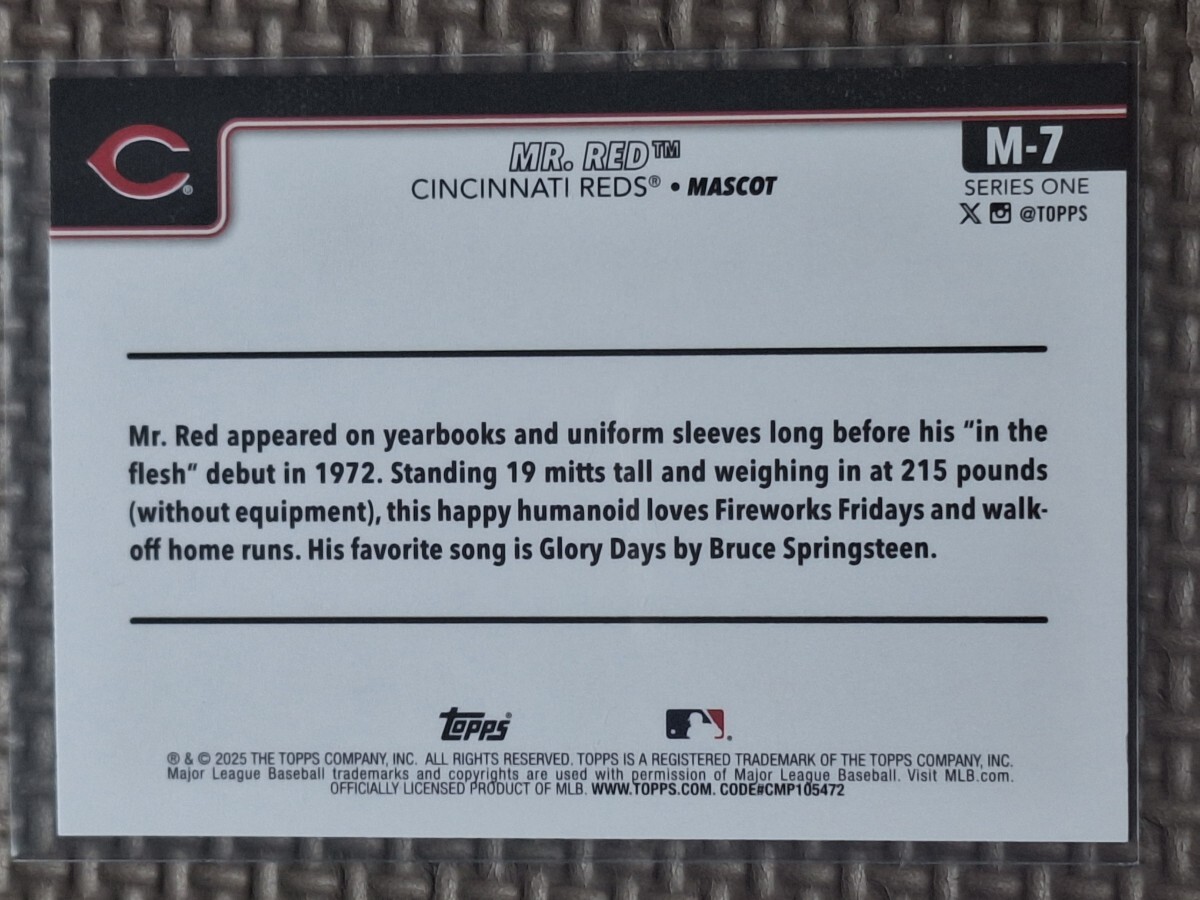 C®
MR. RED™
CINCINNATI REDS® • MASCOT
M-7
SERIES ONE
X @TOPPS
Mr. Red appeared on yearbooks and uniform sleeves long before his "in the
flesh" debut in 1972. Standing 19 mitts tall and weighing in at 215 pounds
(without equipment), this happy humanoid loves Fireworks Fridays and walk-
off home runs. His favorite song is Glory Days by Bruce Springsteen.
Topps®
® & © 2025 THE TOPPS COMPANY, INC. ALL RIGHTS RESERVED. TOPPS IS A REGISTERED TRADEMARK OF THE TOPPS COMPANY, INC.
Major League Baseball trademarks and copyrights are used with permission of Major League Baseball. Visit MLB.com.
OFFICIALLY LICENSED PRODUCT OF MLB. WWW.TOPPS.COM. CODE#CMP105472